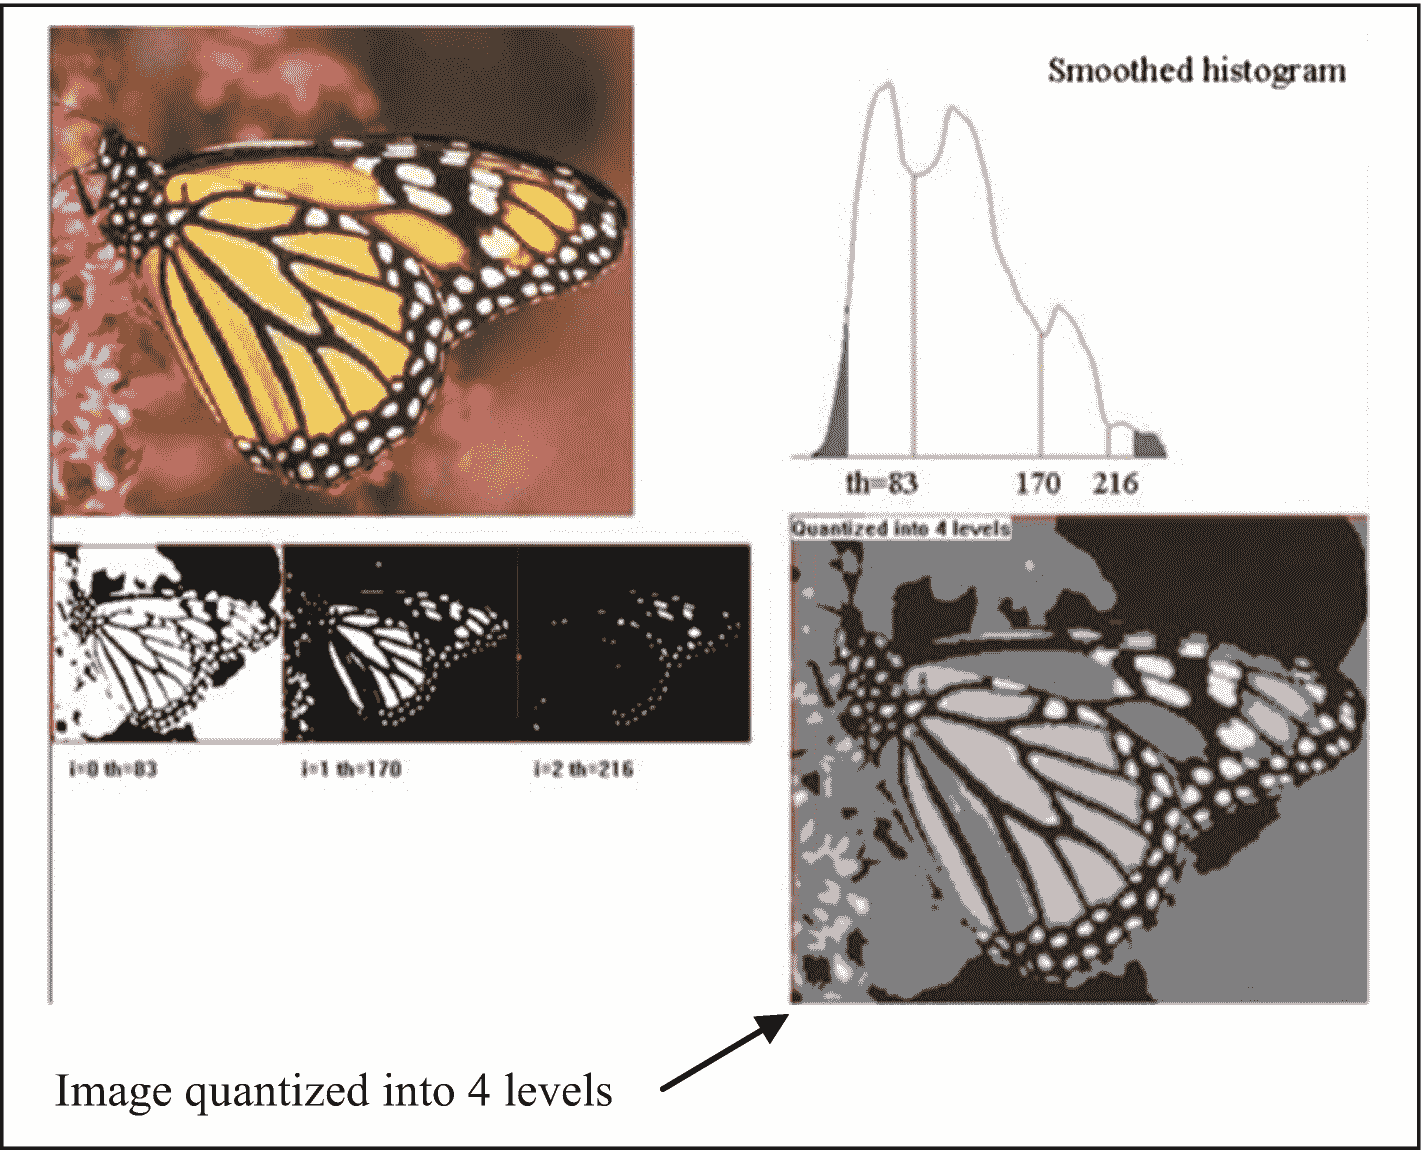 Smoothed histogram
th=83 170 216
Quantized into 4 levels
i=0 th=83 i=1 th=170 i=2 th=216
Image quantized into 4 levels